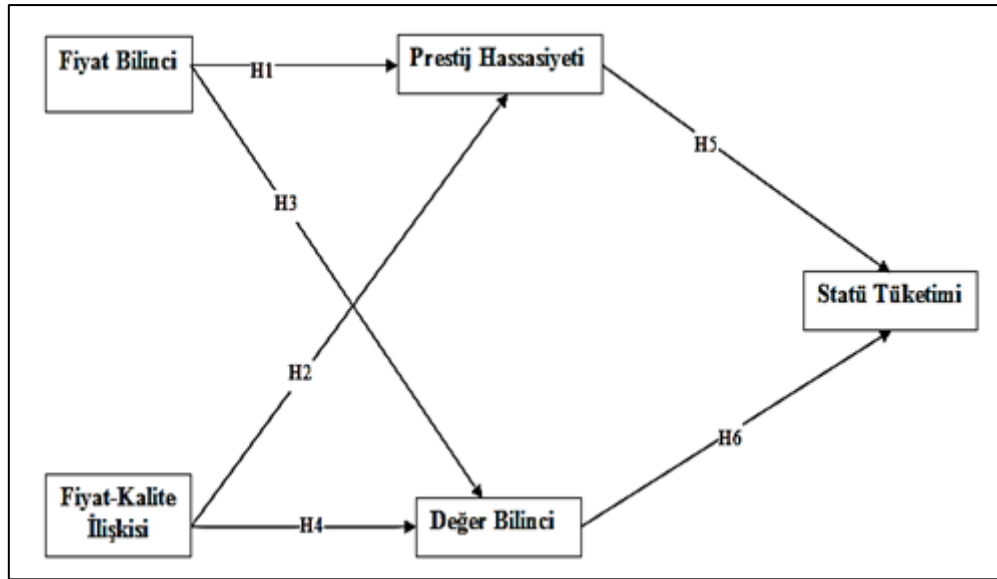 Fiyat Bilinci
H1
Prestij Hassasiyeti
H5
H3
Statü Tüketimi
H2
H6
Fiyat-Kalite
İlişkisi
H4
Değer Bilinci